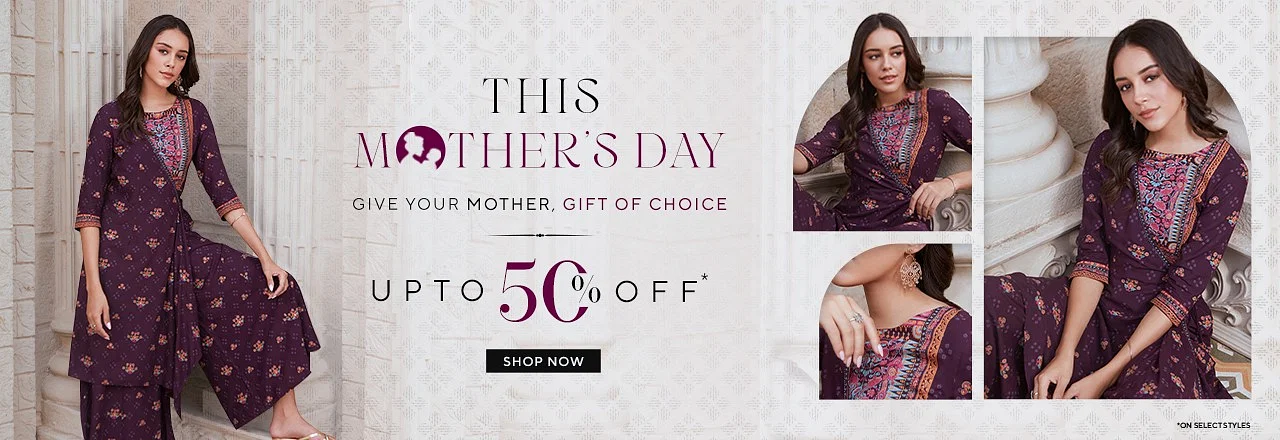 THIS
MOTHER'S DAY
GIVE YOUR MOTHER, GIFT OF CHOICE
UPTO 50% OFF*
SHOP NOW
*ON SELECT STYLES